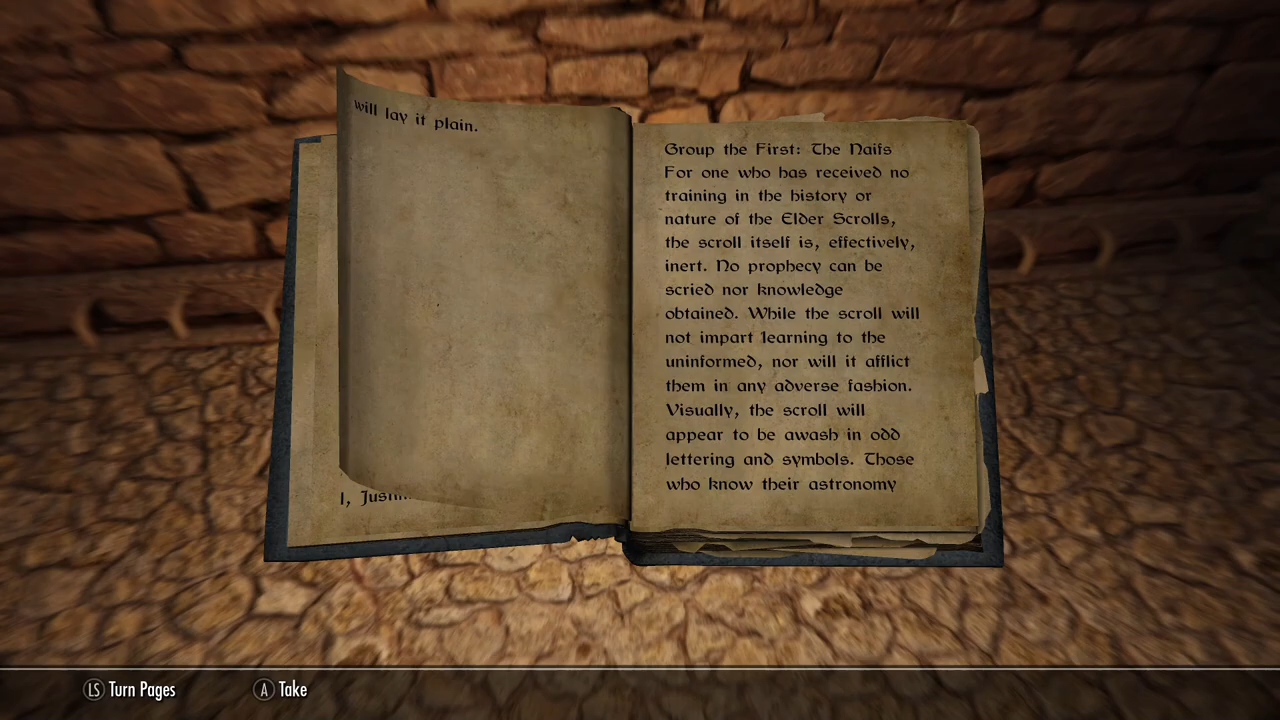 will lay it plain.
I, Justi
Group the First: The Naifs
For one who has received no
training in the history or
nature of the Elder Scrolls,
the scroll itself is, effectively,
inert. No prophecy can be
scried nor knowledge
obtained. While the scroll will
not impart learning to the
uninformed, nor will it afflict
them in any adverse fashion.
Visually, the scroll will
appear to be awash in odd
lettering and symbols. Those
who know their astronomy
LS Turn Pages
A Take